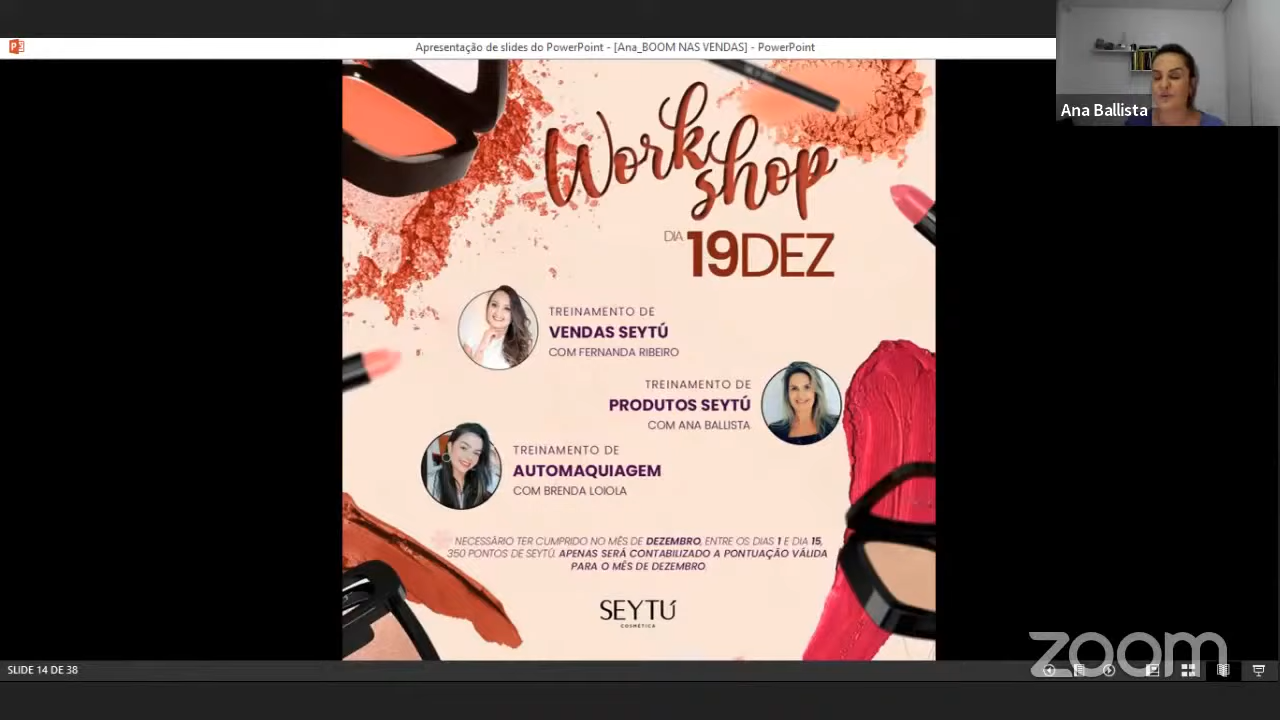 Apresentação de slides do PowerPoint - [Ana_BOOM NAS VENDAS] - PowerPoint
Ana Ballista
Work
shop
DIA 19DEZ
TREINAMENTO DE
VENDAS SEYTÚ
COM FERNANDA RIBEIRO
TREINAMENTO DE
PRODUTOS SEYTÚ
COM ANA BALLISTA
TREINAMENTO DE
AUTOMAQUIAGEM
COM BRENDA LOIOLA
NECESSÁRIO TER CUMPRIDO NO MÊS DE DEZEMBRO, ENTRE OS DIAS 1 E DIA 15,
350 PONTOS DE SEYTÚ. APENAS SERÁ CONTABILIZADO A PONTUAÇÃO VÁLIDA
PARA O MÊS DE DEZEMBRO.
SEYTÚ
COSMÉTICA
SLIDE 14 DE 38
zoom